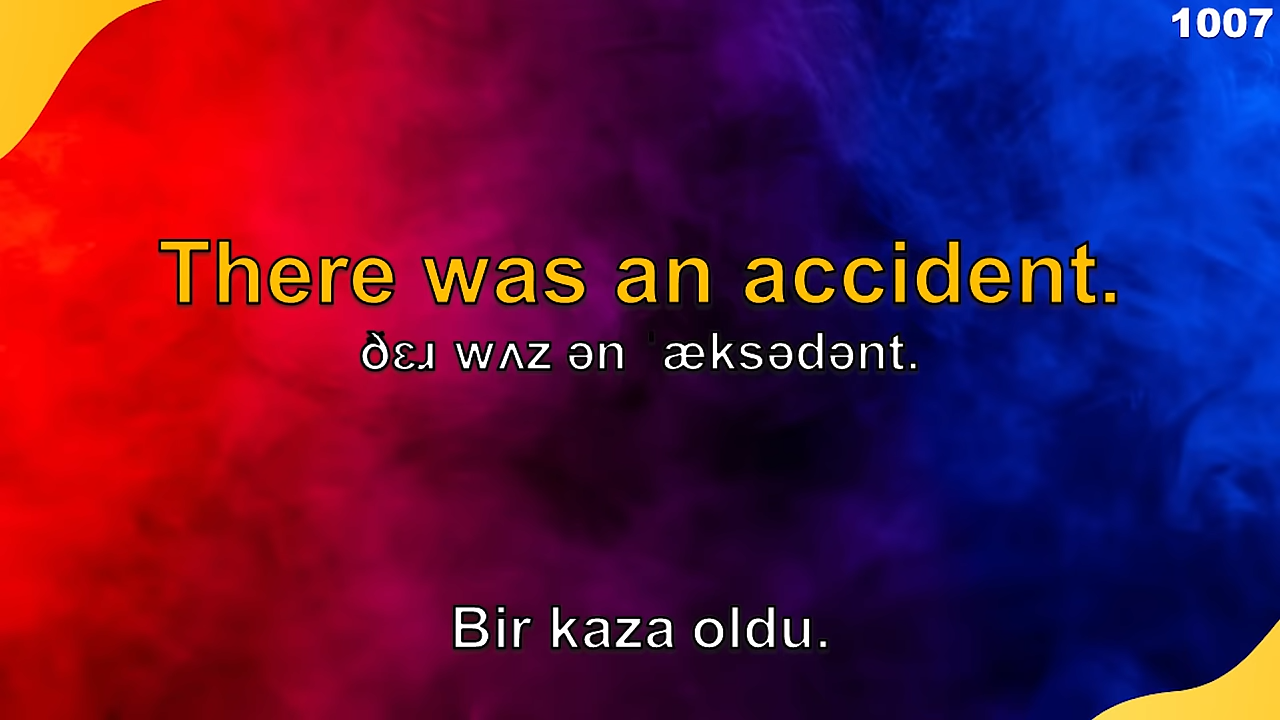 1007
There was an accident.
ðɛɹ wʌz ən ˈæksədənt.
Bir kaza oldu.